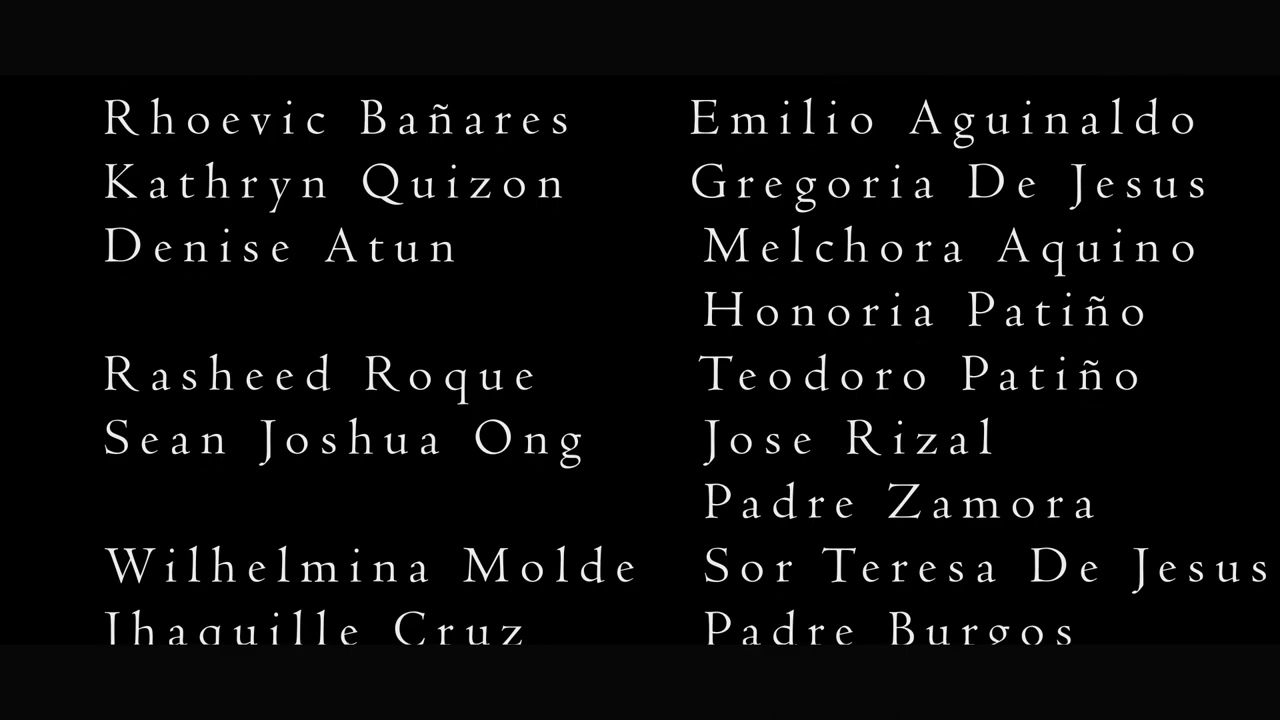 Rhoevic Bañares Emilio Aguinaldo
Kathryn Quizon Gregoria De Jesus
Denise Atun Melchora Aquino
Honoria Patiño
Rasheed Roque Teodoro Patiño
Sean Joshua Ong Jose Rizal
Padre Zamora
Wilhelmina Molde Sor Teresa De Jesus
Jhaquille Cruz Padre Burgos